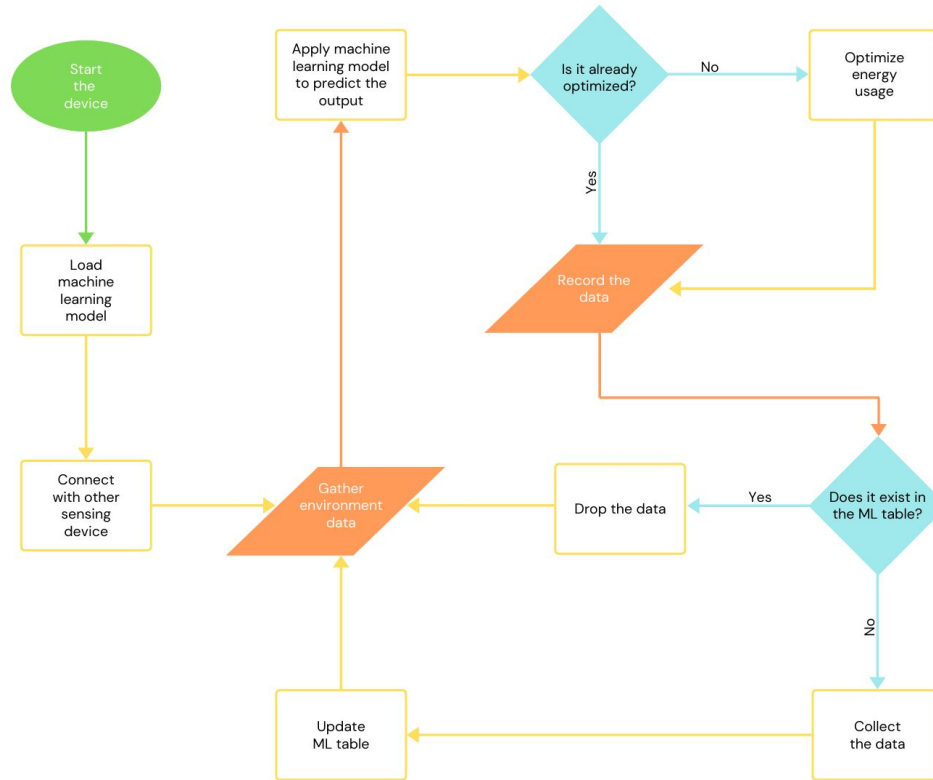 Start
the
device
Load
machine
learning
model
Connect
with other
sensing
device
Gather
environment
data
Apply machine
learning model
to predict the
output
Is it already
optimized?
No
Optimize
energy
usage
Yes
Record the
data
Does it exist in
the ML table?
Yes
Drop the data
No
Collect
the data
Update
ML table